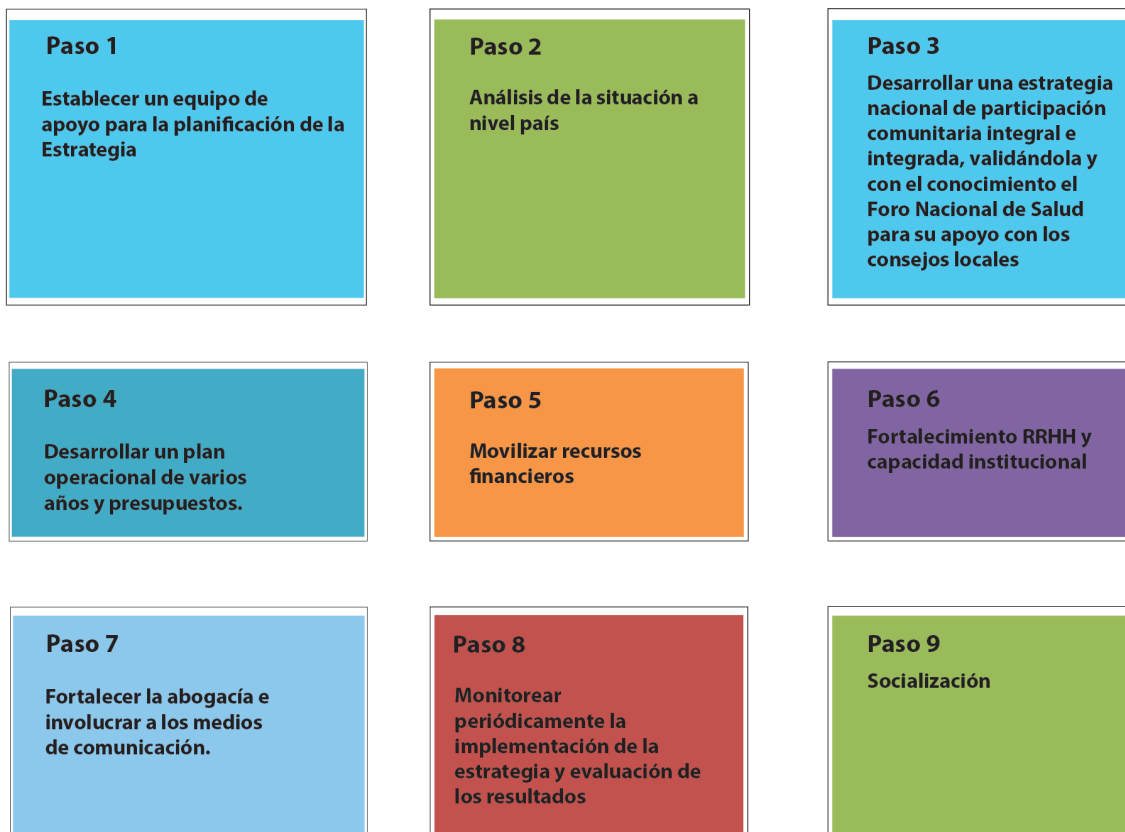 Paso 1
Establecer un equipo de
apoyo para la planificación de la
Estrategia
Paso 2
Análisis de la situación a
nivel país
Paso 3
Desarrollar una estrategia
nacional de participación
comunitaria integral e
integrada, validándola y
con el conocimiento el
Foro Nacional de Salud
para su apoyo con los
consejos locales
Paso 4
Desarrollar un plan
operacional de varios
años y presupuestos.
Paso 5
Movilizar recursos
financieros
Paso 6
Fortalecimiento RRHH y
capacidad institucional
Paso 7
Fortalecer la abogacía e
involucrar a los medios
de comunicación.
Paso 8
Monitorear
periódicamente la
implementación de la
estrategia y evaluación de
los resultados
Paso 9
Socialización